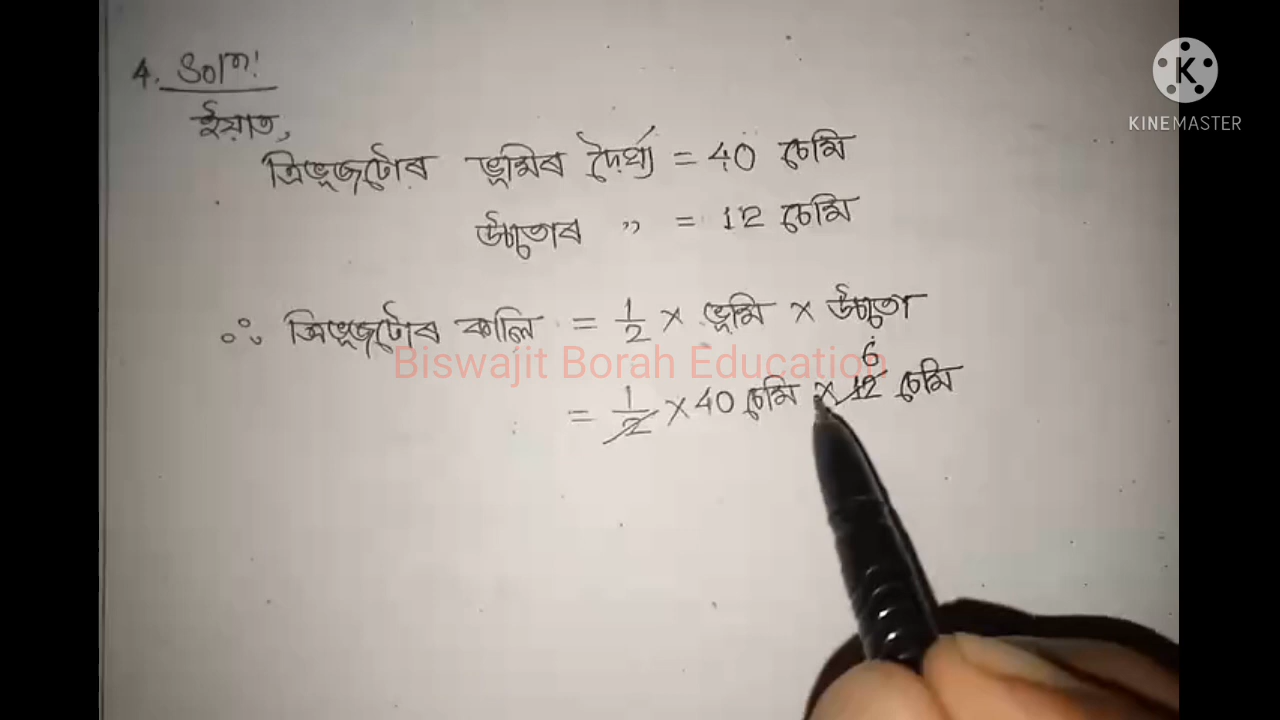 4. Solⁿ!
ইয়াত,
ত্ৰিভূজটোৰ ভূমিৰ দৈৰ্ঘ্য = 40 চেমি
উচ্চতাৰ ,, = 12 চেমি
∴ ত্ৰিভূজটোৰ কালি = 1/2 × ভূমি × উচ্চতা
= 1/2 × 40 চেমি × 12 চেমি
6
Biswajit Borah Education
K
KINEMASTER